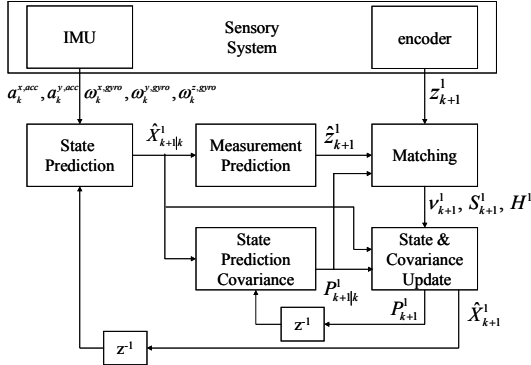 IMU
Sensory
System
encoder
a_k^{x,acc}, a_k^{y,acc} ω_k^{x,gyro}, ω_k^{y,gyro}, ω_k^{z,gyro}
z_{k+1}^1
State
Prediction
X̂_{k+1|k}^1
Measurement
Prediction
ẑ_{k+1}^1
Matching
ν_{k+1}^1, S_{k+1}^1, H^1
State
Prediction
Covariance
P_{k+1|k}^1
State &
Covariance
Update
z^{-1}
P_{k+1}^1
X̂_{k+1}^1
z^{-1}